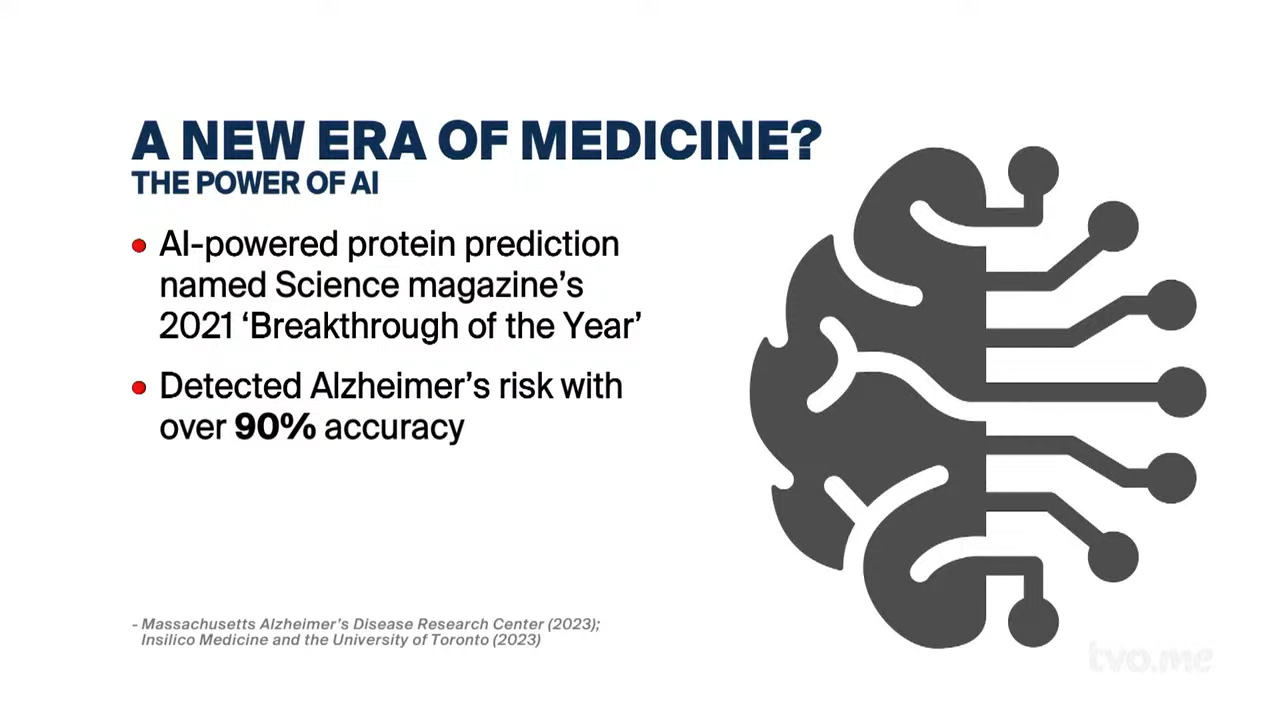 A NEW ERA OF MEDICINE?
THE POWER OF AI
• AI-powered protein prediction
named Science magazine’s
2021 ‘Breakthrough of the Year’
• Detected Alzheimer’s risk with
over 90% accuracy
- Massachusetts Alzheimer’s Disease Research Center (2023);
Insilico Medicine and the University of Toronto (2023)
tvo.me